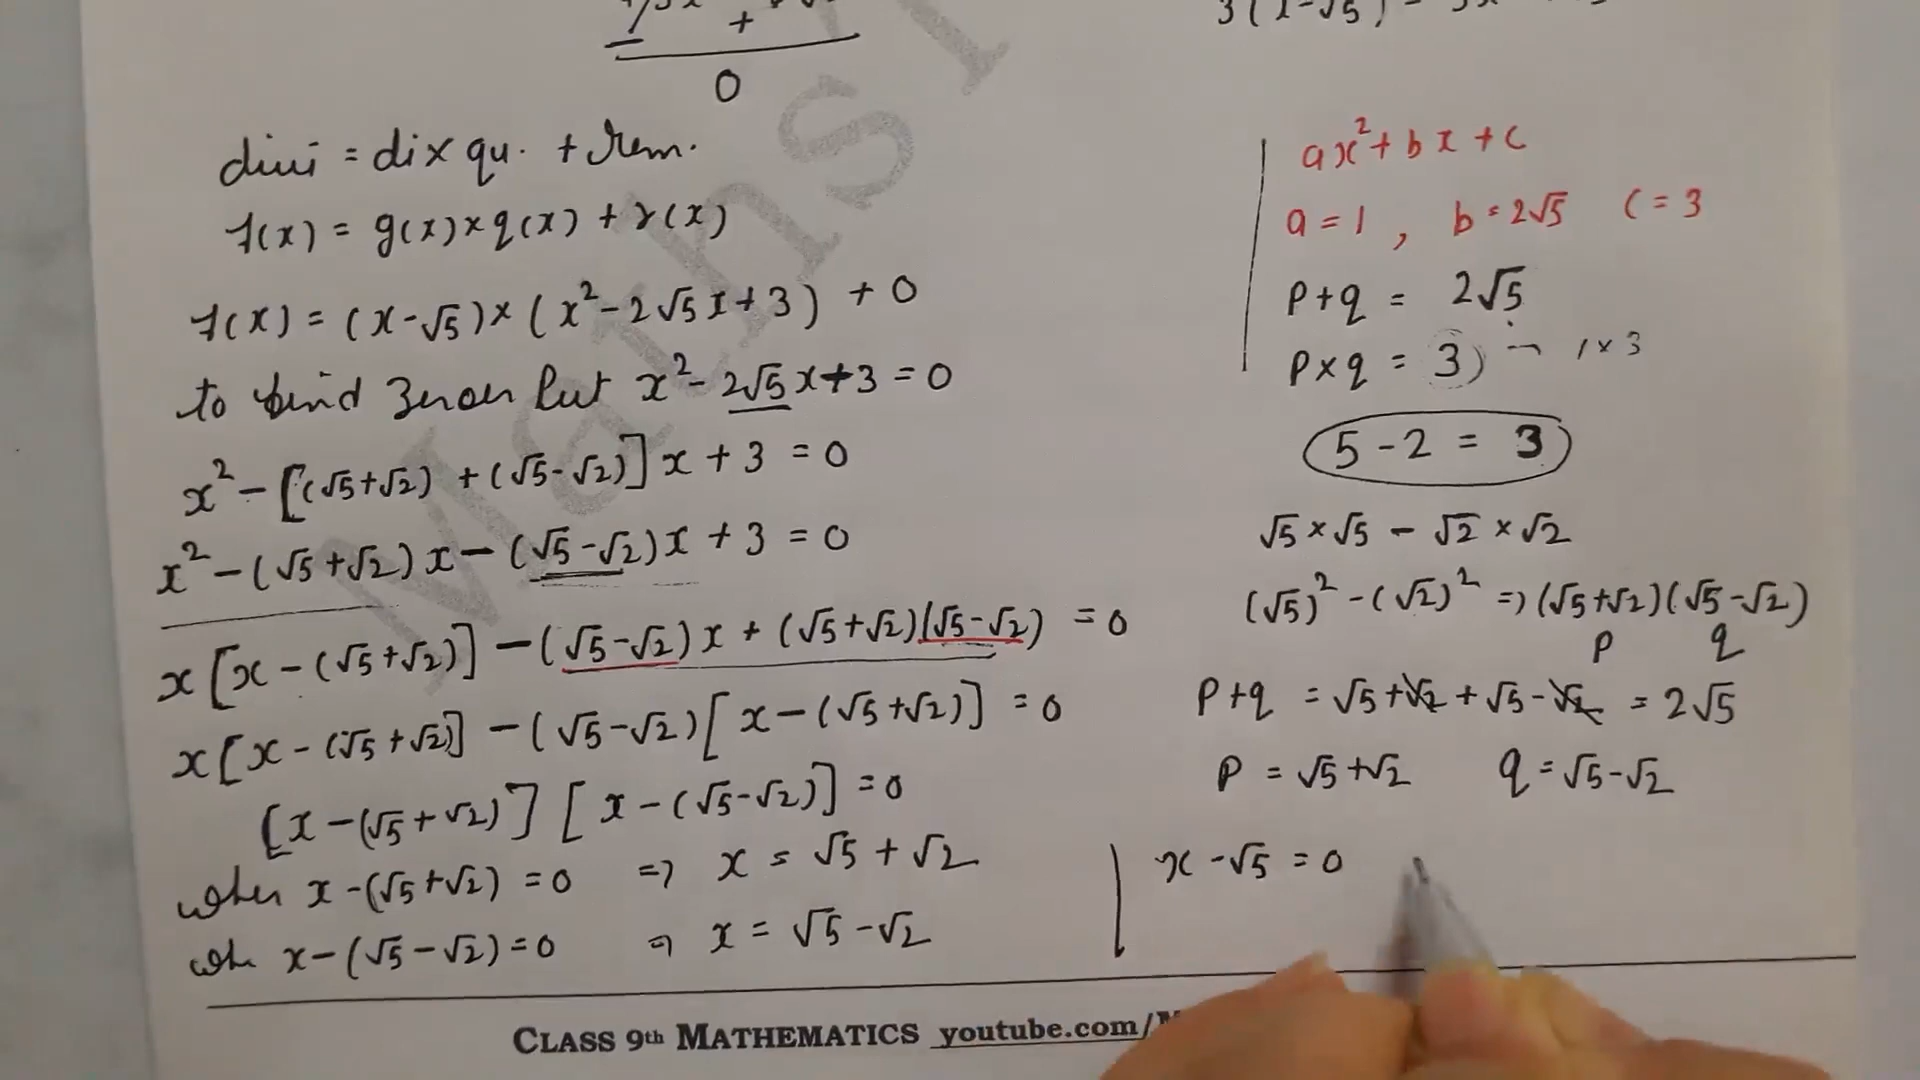 +
0
3(x-√5)
divi = di x qu. + rem.
f(x) = g(x) x q(x) + r(x)
f(x) = (x-√5) x (x² - 2√5x + 3) + 0
to find put x² - 2√5x + 3 = 0
x² - [(√5+√2) + (√5-√2)] x + 3 = 0
x² - (√5+√2) x - (√5-√2) x + 3 = 0
x [x - (√5+√2)] - (√5-√2) x + (√5+√2)(√5-√2) = 0
x [x - (√5+√2)] - (√5-√2) [x - (√5+√2)] = 0
[x - (√5+√2)] [x - (√5-√2)] = 0
when x - (√5+√2) = 0 ⇒ x = √5 + √2
whe x - (√5-√2) = 0 ⇒ x = √5 - √2
ax² + bx + c
a = 1 , b = 2√5 c = 3
p+q = 2√5
p x q = 3) → 1 x 3
5 - 2 = 3
√5 x √5 - √2 x √2
(√5)² - (√2)² ⇒ (√5+√2)(√5-√2)
p q
p+q = √5 + √2 + √5 - √2 = 2√5
p = √5+√2 q = √5-√2
x - √5 = 0
CLASS 9th MATHEMATICS youtube.com/M
Maths